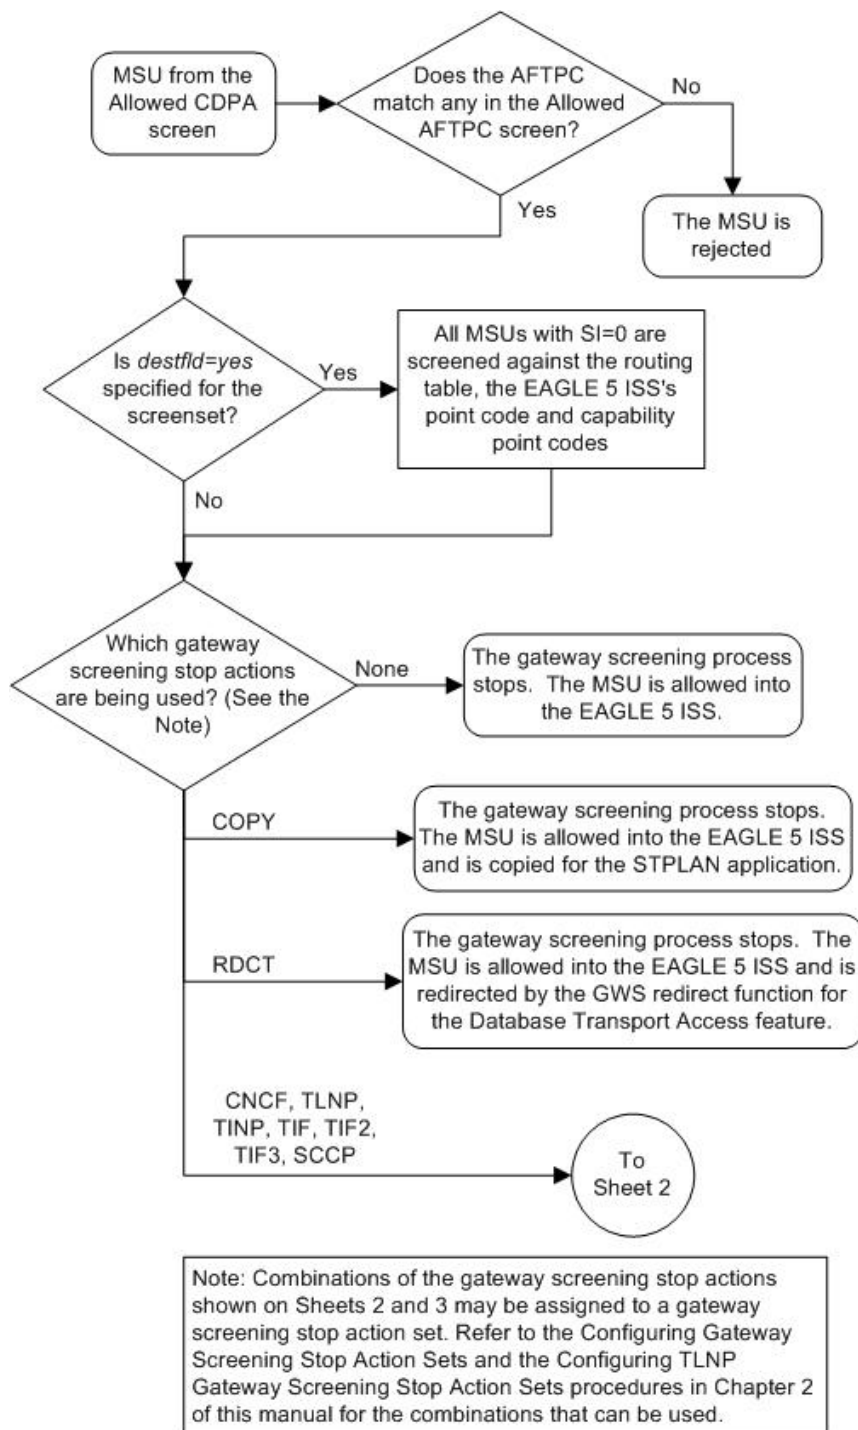 MSU from the
Allowed CDPA
screen
Does the AFTPC
match any in the Allowed
AFTPC screen?
No
Yes
The MSU is
rejected
Is destfld=yes
specified for the
screenset?
Yes
All MSUs with SI=0 are
screened against the routing
table, the EAGLE 5 ISS's
point code and capability
point codes
No
Which gateway
screening stop actions
are being used? (See the
Note)
None
The gateway screening process
stops. The MSU is allowed into
the EAGLE 5 ISS.
COPY
The gateway screening process stops.
The MSU is allowed into the EAGLE 5 ISS
and is copied for the STPLAN application.
RDCT
The gateway screening process stops. The
MSU is allowed into the EAGLE 5 ISS and is
redirected by the GWS redirect function for
the Database Transport Access feature.
CNCF, TLNP,
TINP, TIF, TIF2,
TIF3, SCCP
To
Sheet 2
Note: Combinations of the gateway screening stop actions
shown on Sheets 2 and 3 may be assigned to a gateway
screening stop action set. Refer to the Configuring Gateway
Screening Stop Action Sets and the Configuring TLNP
Gateway Screening Stop Action Sets procedures in Chapter 2
of this manual for the combinations that can be used.